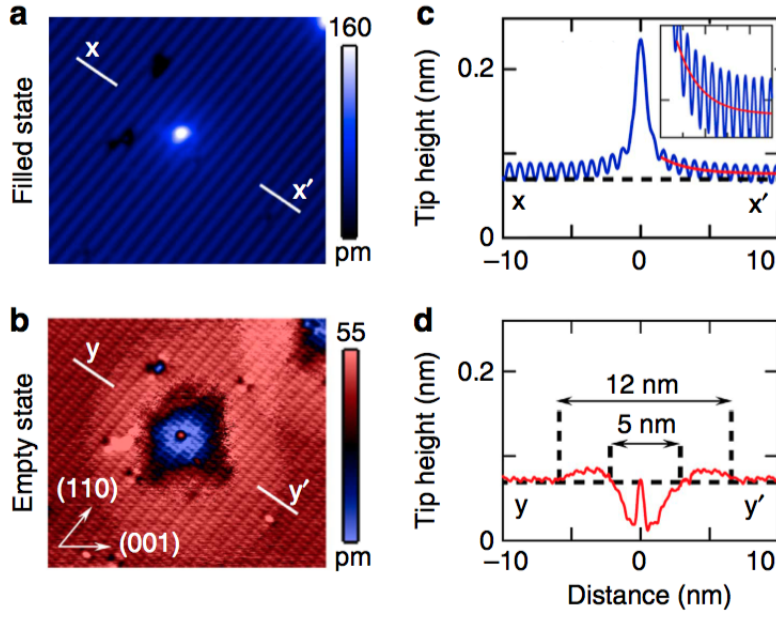 a
Filled state
x
x′
160
pm
b
Empty state
y
y′
(110)
(001)
55
pm
c
Tip height (nm)
0.2
0
x
x′
−10
0
10
d
Tip height (nm)
0.2
0
12 nm
5 nm
y
y′
−10
0
10
Distance (nm)